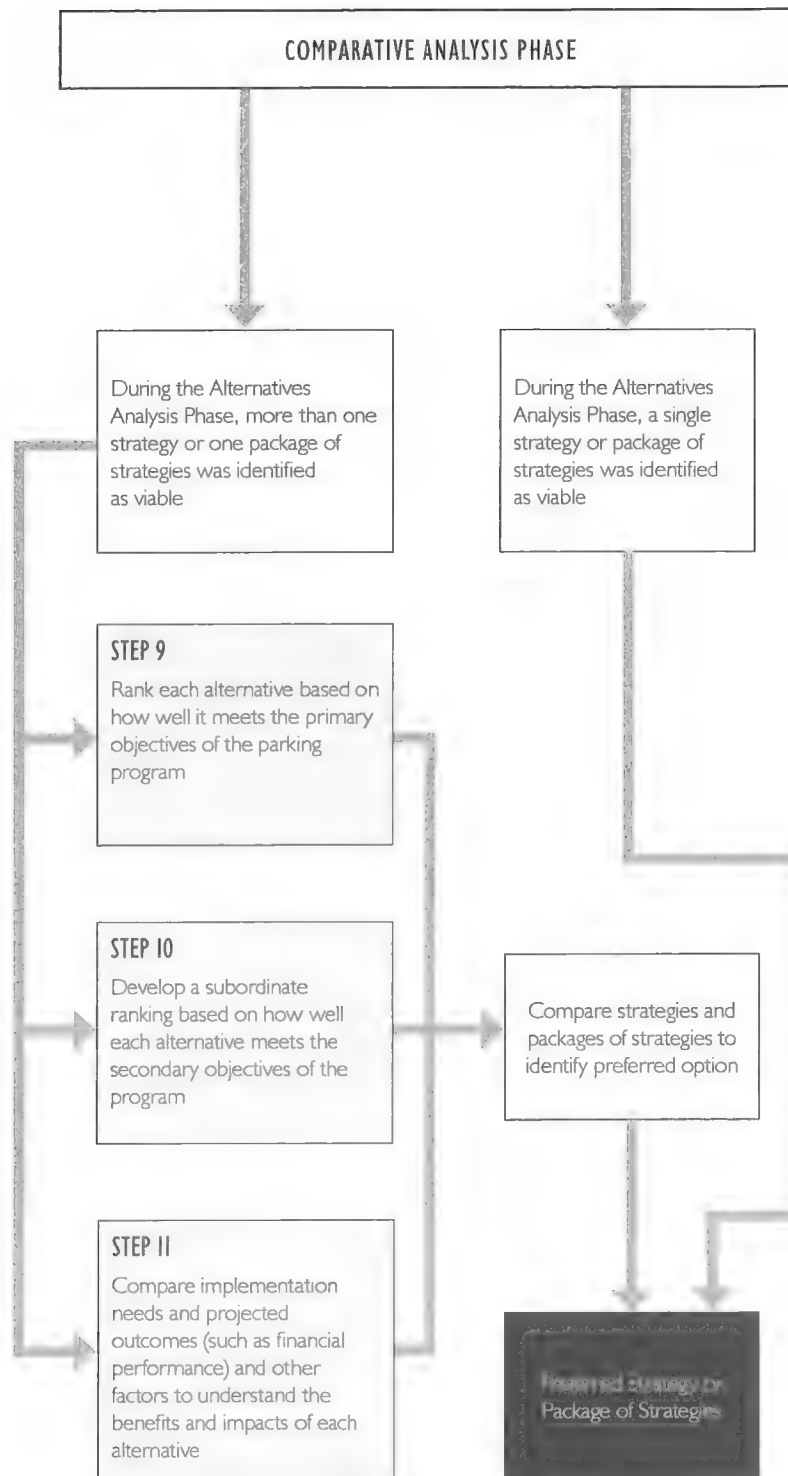 COMPARATIVE ANALYSIS PHASE
During the Alternatives
Analysis Phase, more than one
strategy or one package of
strategies was identified
as viable
During the Alternatives
Analysis Phase, a single
strategy or package of
strategies was identified
as viable
STEP 9
Rank each alternative based on
how well it meets the primary
objectives of the parking
program
STEP 10
Develop a subordinate
ranking based on how well
each alternative meets the
secondary objectives of the
program
Compare strategies and
packages of strategies to
identify preferred option
STEP 11
Compare implementation
needs and projected
outcomes (such as financial
performance) and other
factors to understand the
benefits and impacts of each
alternative
Preferred Strategy or
Package of Strategies